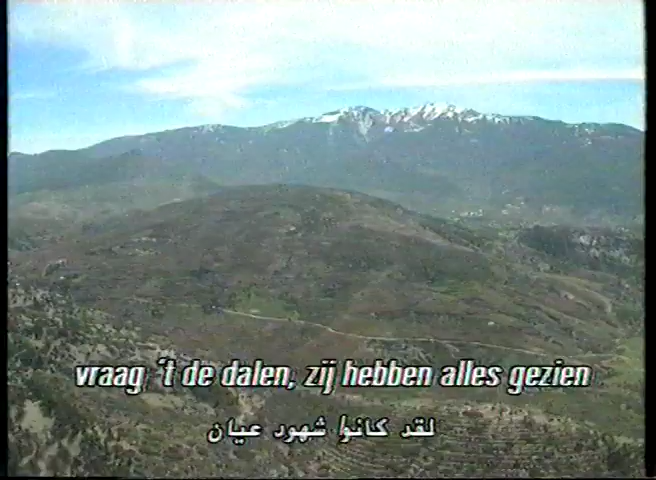 vraag 't de dalen, zij hebben alles gezien
لقد كانوا شهود عيان